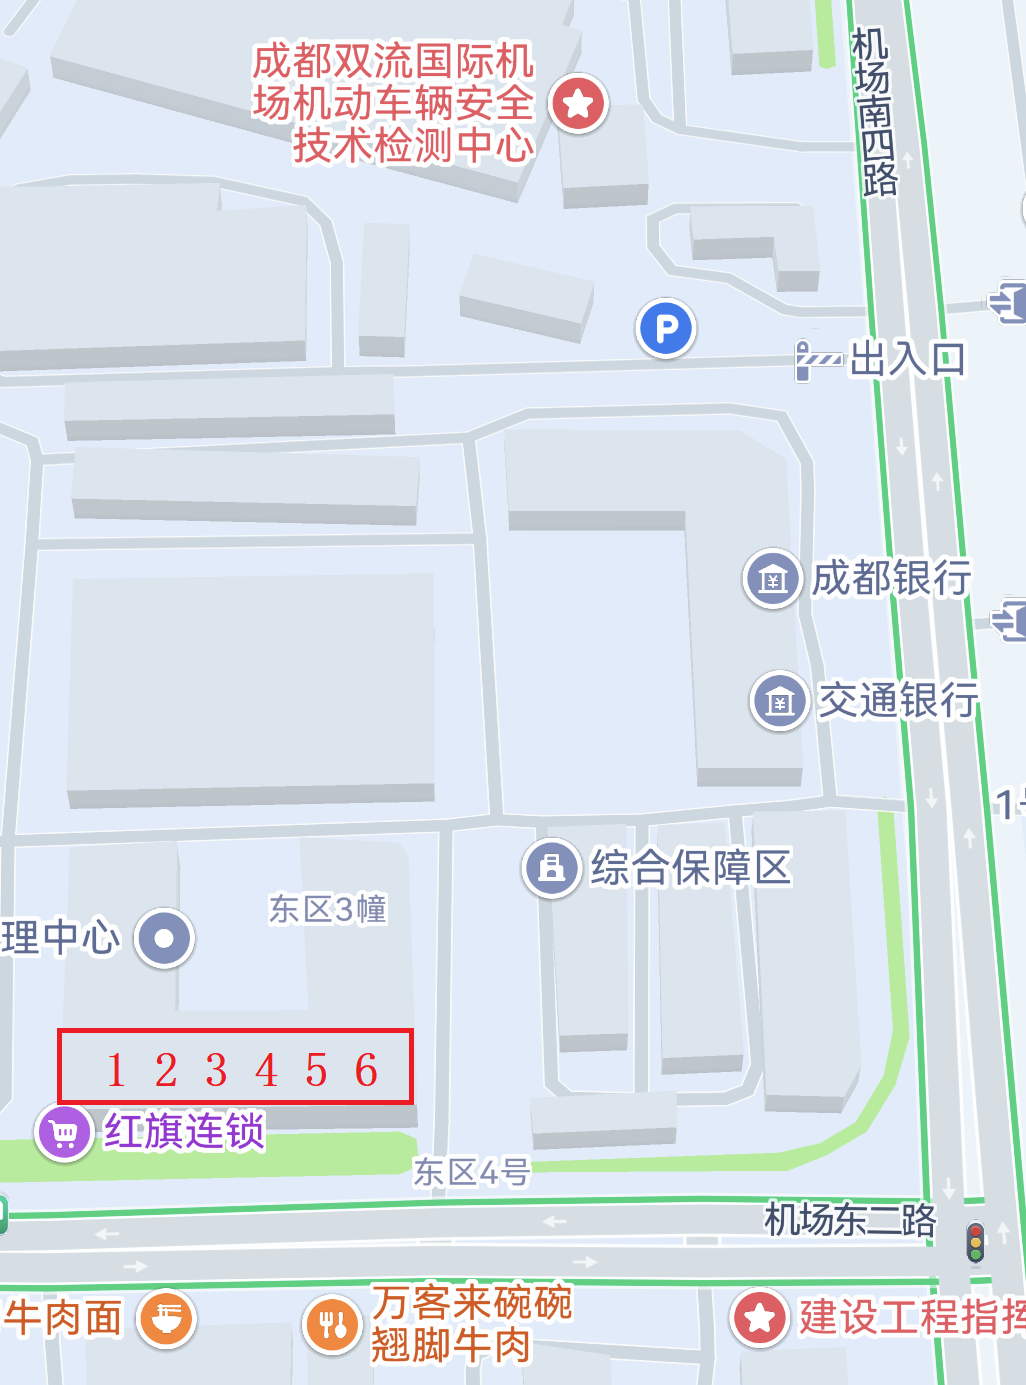 成都双流国际机
场机动车辆安全
技术检测中心
机场南四路
P
出入口
成都银行
交通银行
1号
综合保障区
东区3幢
理中心
1 2 3 4 5 6
红旗连锁
东区4号
机场东二路
万客来碗碗
翘脚牛肉
牛肉面
建设工程指挥